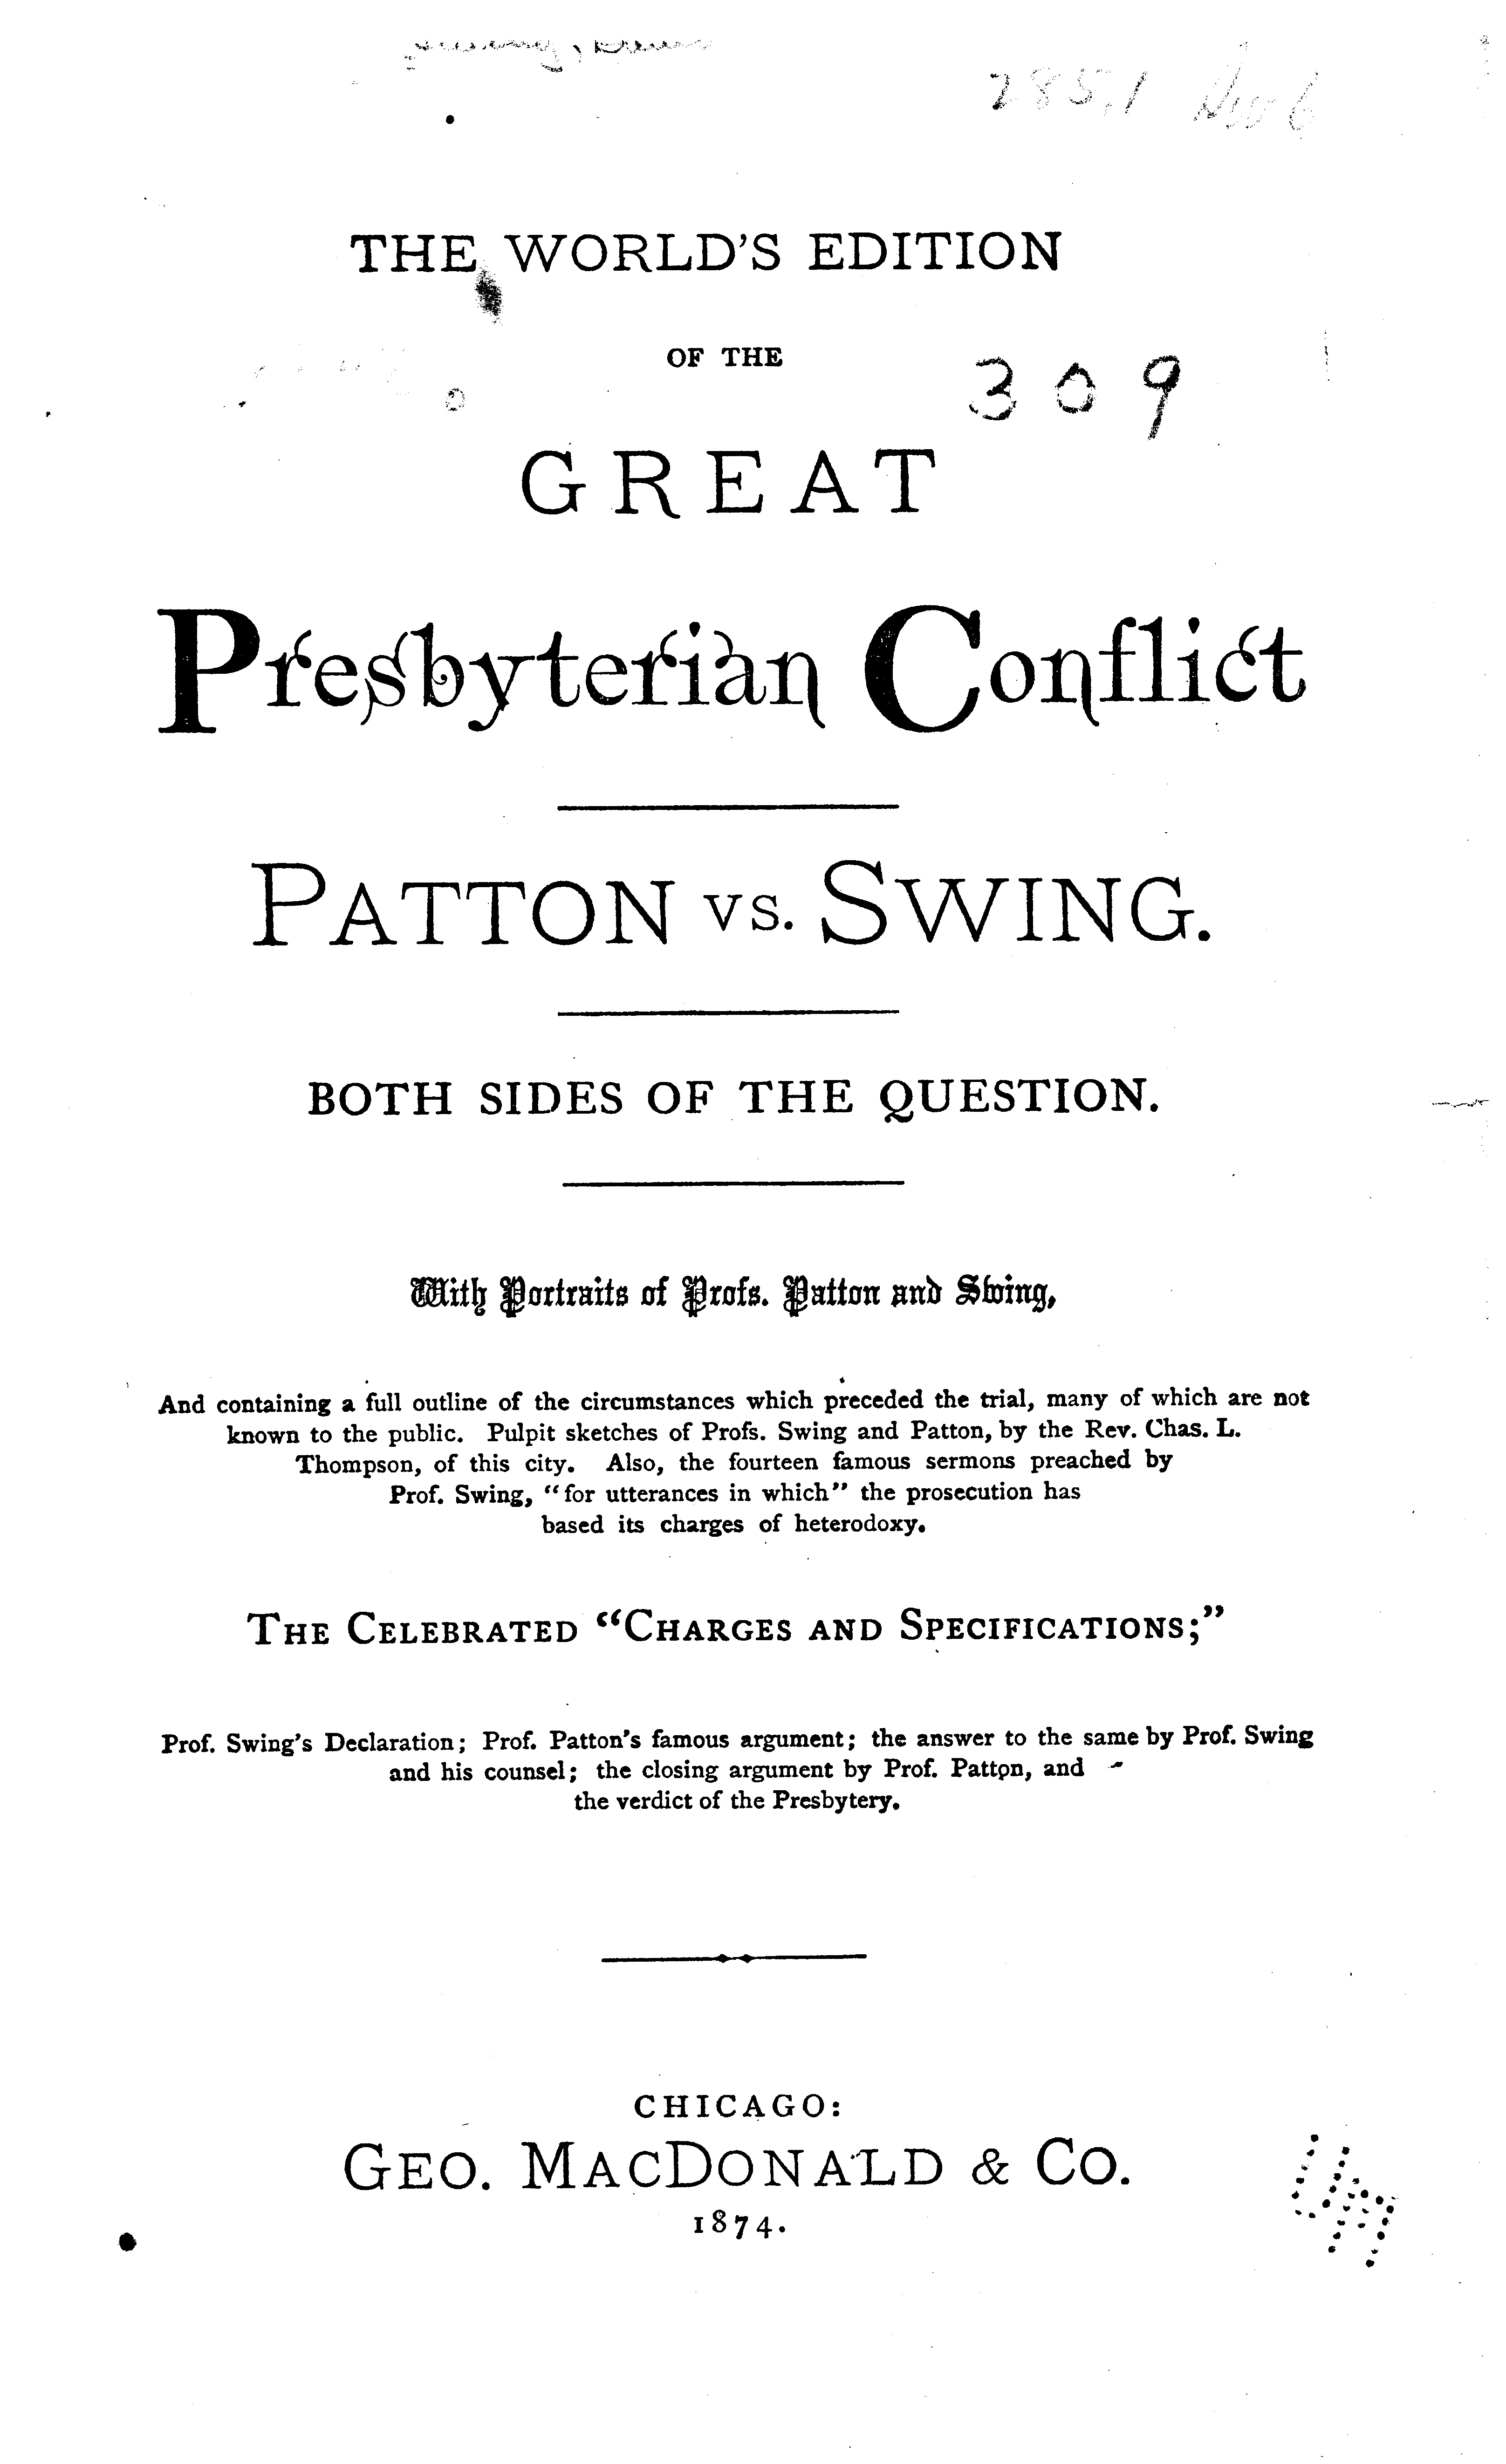 285.1
THE WORLD'S EDITION
OF THE
309
GREAT
Presbyterian Conflict
PATTON VS. SWING.
BOTH SIDES OF THE QUESTION.
With Portraits of Profs. Patton and Swing,
And containing a full outline of the circumstances which preceded the trial, many of which are not
known to the public. Pulpit sketches of Profs. Swing and Patton, by the Rev. Chas. L.
Thompson, of this city. Also, the fourteen famous sermons preached by
Prof. Swing, “for utterances in which” the prosecution has
based its charges of heterodoxy.
THE CELEBRATED “CHARGES AND SPECIFICATIONS;”
Prof. Swing's Declaration; Prof. Patton's famous argument; the answer to the same by Prof. Swing
and his counsel; the closing argument by Prof. Patton, and
the verdict of the Presbytery.
CHICAGO:
GEO. MACDONALD & CO.
1874.